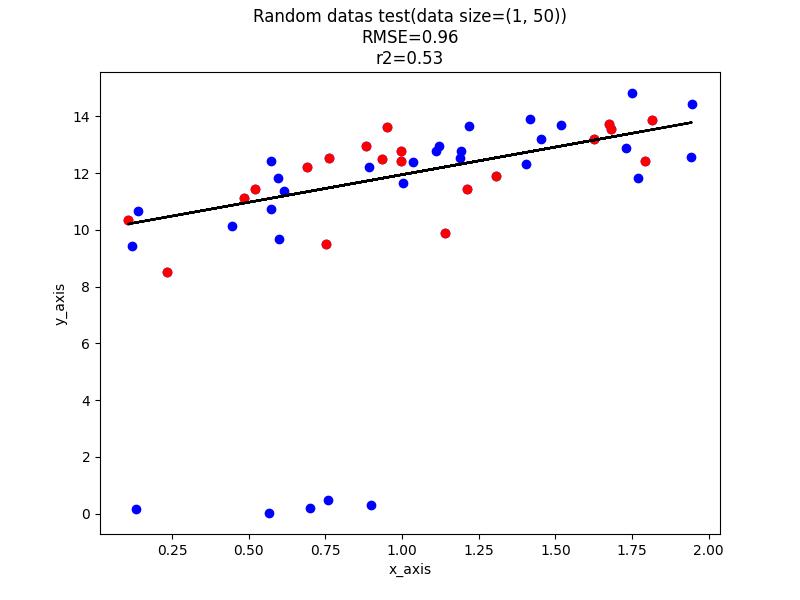 Random datas test(data size=(1, 50))
RMSE=0.96
r2=0.53
14
12
10
8
6
4
2
0
y_axis
0.25 0.50 0.75 1.00 1.25 1.50 1.75 2.00
x_axis